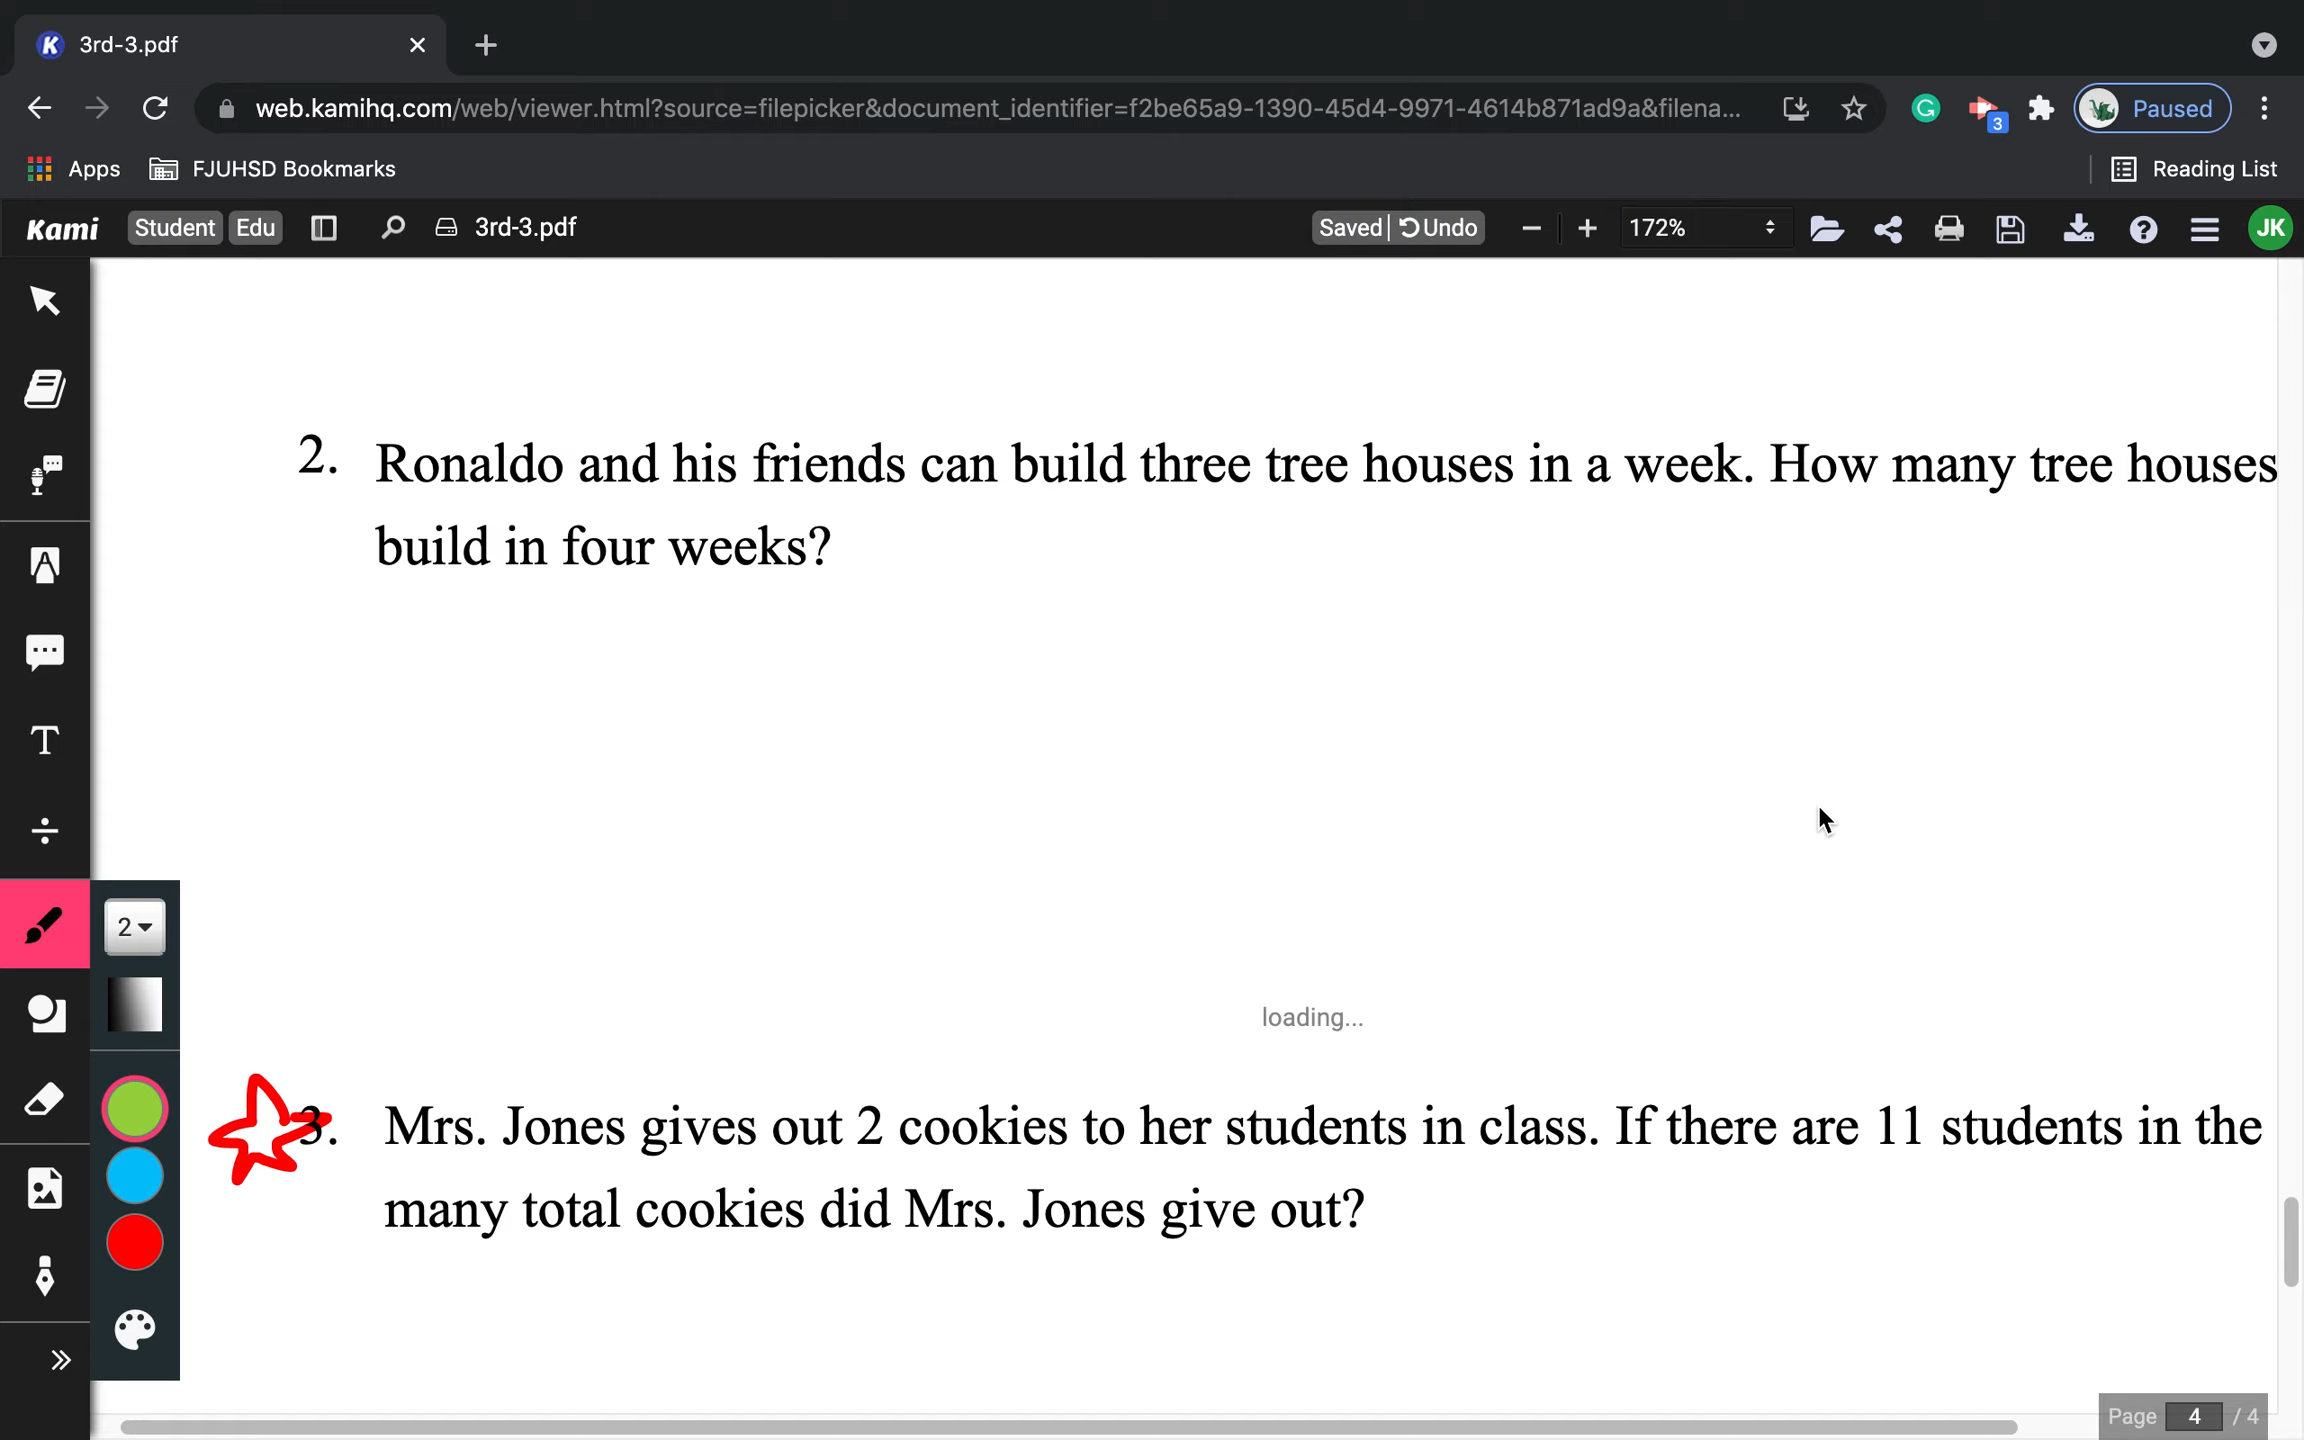 3rd-3.pdf
web.kamihq.com/web/viewer.html?source=filepicker&document_identifier=f2be65a9-1390-45d4-9971-4614b871ad9a&filena...
3
Paused
Apps
FJUHSD Bookmarks
Reading List
Kami
Student
Edu
3rd-3.pdf
Saved
Undo
172%
JK
2. Ronaldo and his friends can build three tree houses in a week. How many tree houses
build in four weeks?
2
loading...
3. Mrs. Jones gives out 2 cookies to her students in class. If there are 11 students in the
many total cookies did Mrs. Jones give out?
Page 4 / 4